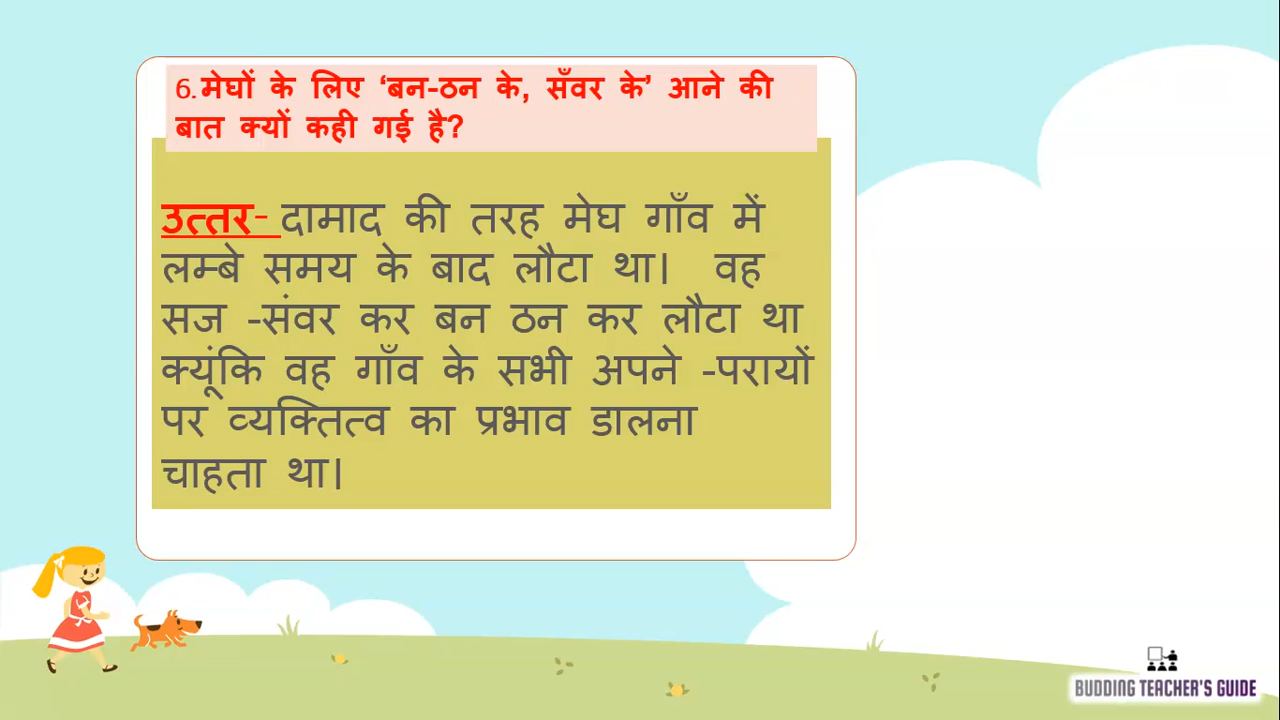 6.मेघों के लिए ‘बन-ठन के, सँवर के’ आने की
बात क्यों कही गई है?
उत्तर- दामाद की तरह मेघ गाँव में
लम्बे समय के बाद लौटा था| वह
सज -संवर कर बन ठन कर लौटा था
क्यूंकि वह गाँव के सभी अपने -परायों
पर व्यक्तित्व का प्रभाव डालना
चाहता था|
BUDDING TEACHER'S GUIDE